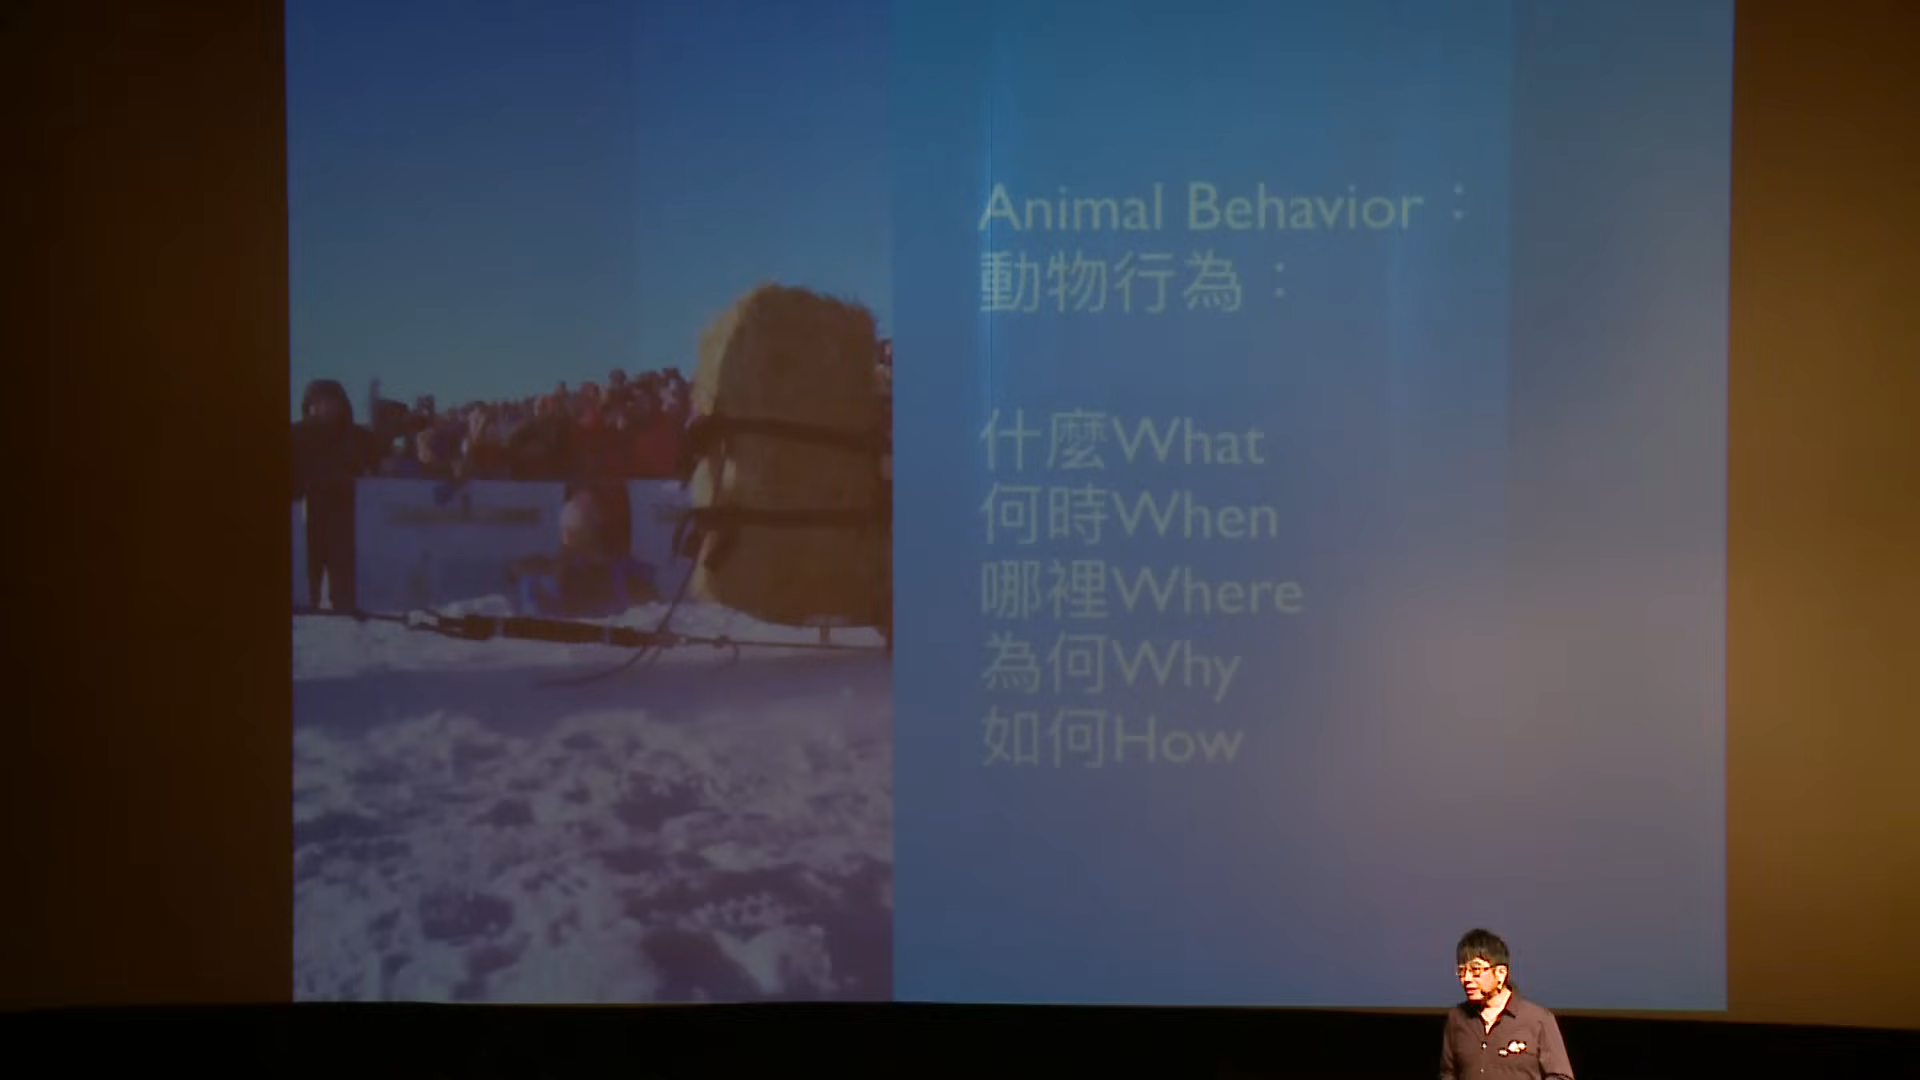 Animal Behavior：
動物行為：
什麼What
何時When
哪裡Where
為何Why
如何How